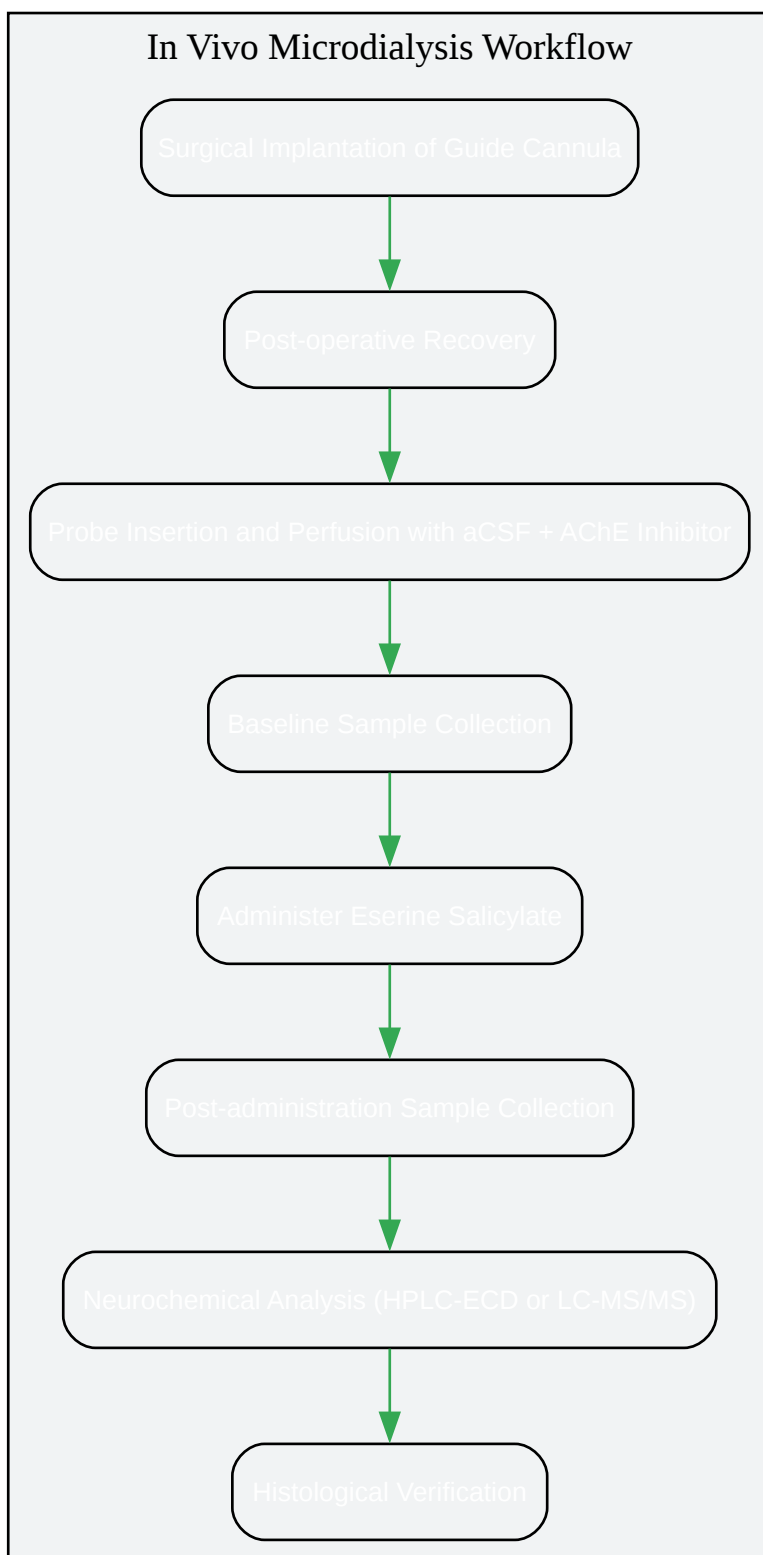 In Vivo Microdialysis Workflow
Surgical Implantation of Guide Cannula
Post-operative Recovery
Probe Insertion and Perfusion with aCSF + AChE Inhibitor
Baseline Sample Collection
Administer Eserine Salicylate
Post-administration Sample Collection
Neurochemical Analysis (HPLC-ECD or LC-MS/MS)
Histological Verification